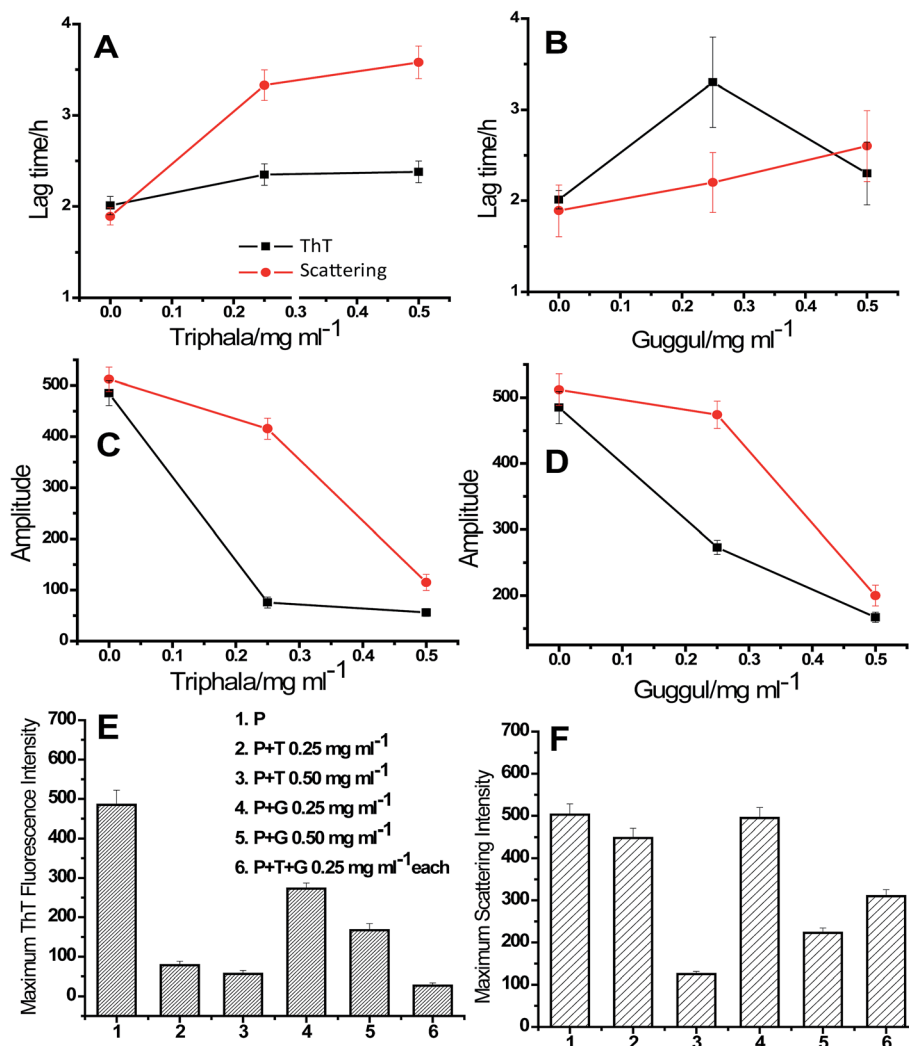 A
Lag time/h
4
3
2
1
ThT
Scattering
0.0 0.1 0.2 0.3 0.4 0.5
Triphala/mg ml⁻¹
B
Lag time/h
4
3
2
1
0.0 0.1 0.2 0.3 0.4 0.5
Guggul/mg ml⁻¹
C
Amplitude
500
400
300
200
100
0
0.0 0.1 0.2 0.3 0.4 0.5
Triphala/mg ml⁻¹
D
Amplitude
500
400
300
200
0.0 0.1 0.2 0.3 0.4 0.5
Guggul/mg ml⁻¹
E
Maximum ThT Fluorescence Intensity
700
600
500
400
300
200
100
0
1. P
2. P+T 0.25 mg ml⁻¹
3. P+T 0.50 mg ml⁻¹
4. P+G 0.25 mg ml⁻¹
5. P+G 0.50 mg ml⁻¹
6. P+T+G 0.25 mg ml⁻¹each
1 2 3 4 5 6
F
Maximum Scattering Intensity
700
600
500
400
300
200
100
0
1 2 3 4 5 6